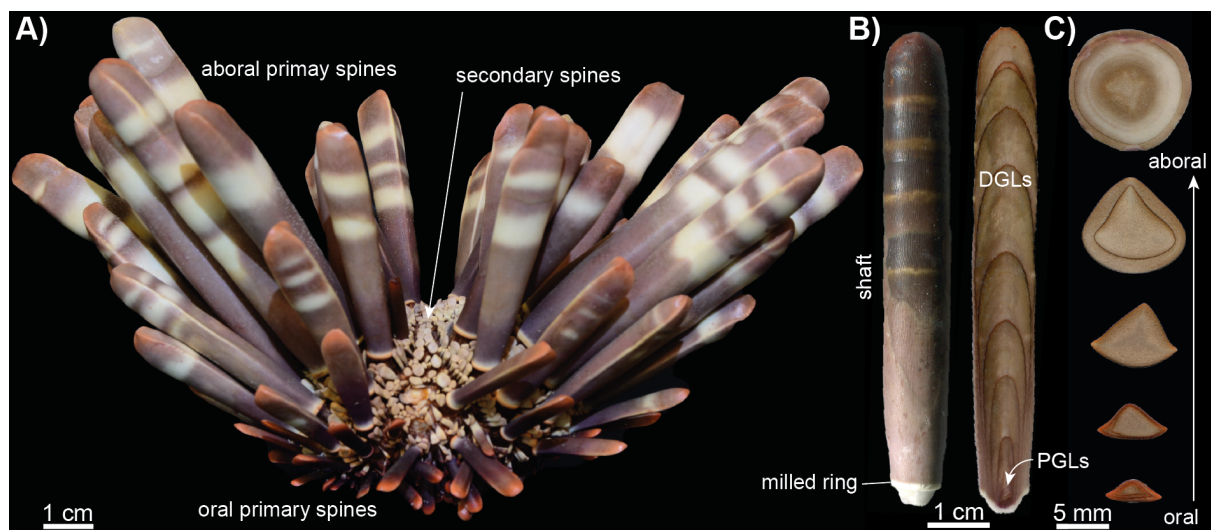 A)
aboral primay spines
secondary spines
oral primary spines
1 cm
B)
shaft
DGLs
PGLs
milled ring
1 cm
C)
aboral
oral
5 mm